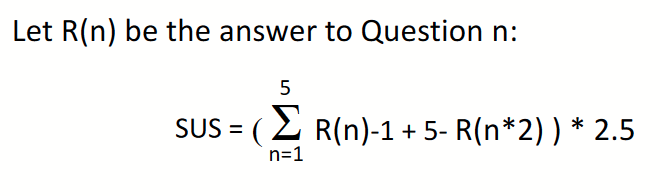 Let R(n) be the answer to Question n:
5
SUS = ( ∑ R(n)-1 + 5- R(n*2) ) * 2.5
n=1